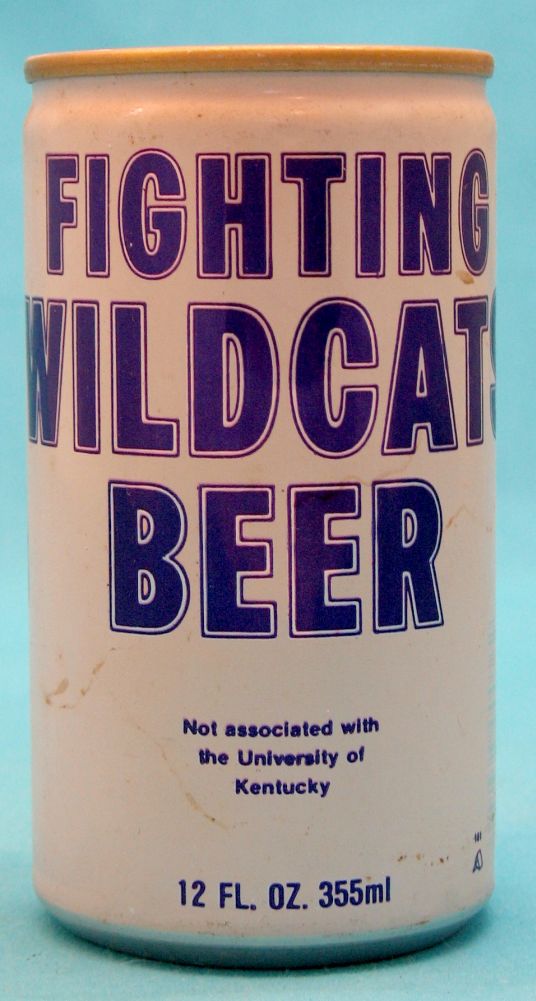 FIGHTING
WILDCATS
BEER
Not associated with
the University of
Kentucky
12 FL. OZ. 355ml